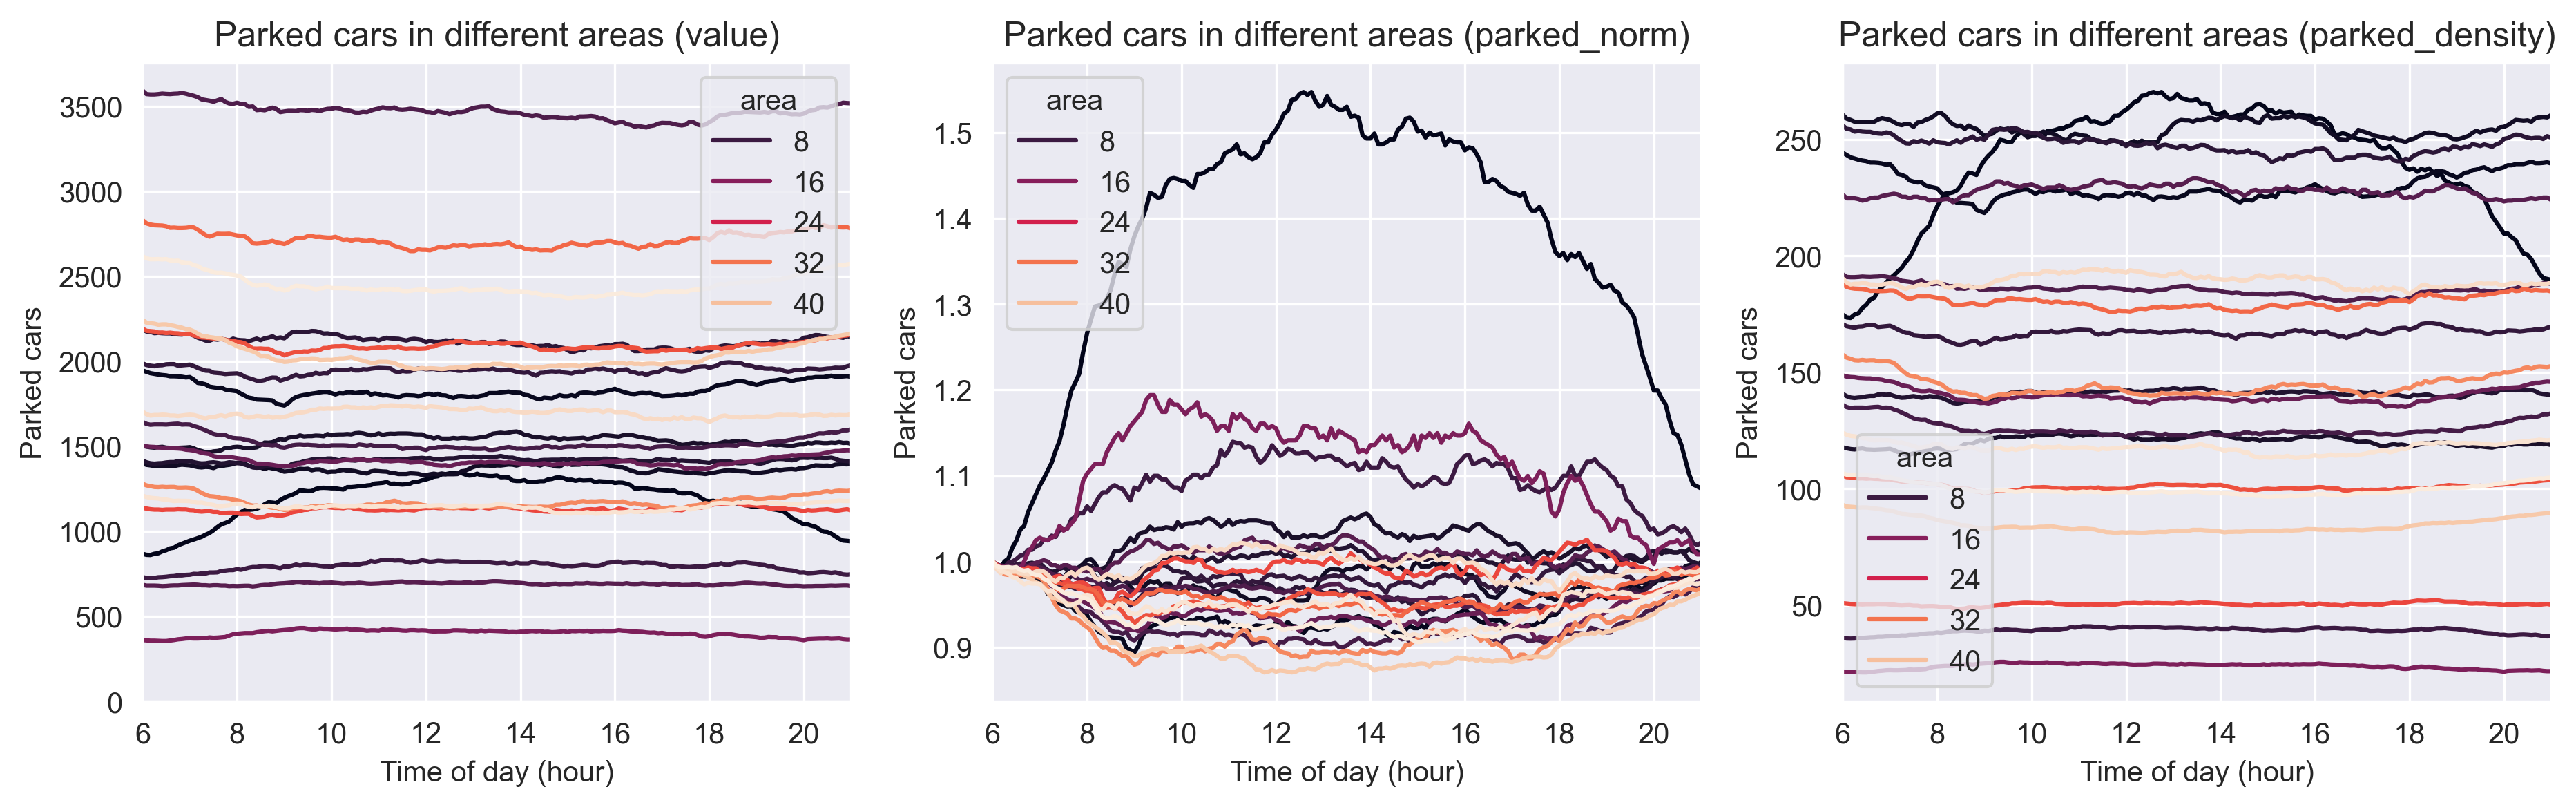 Parked cars in different areas (value)
Parked cars
3500
3000
2500
2000
1500
1000
500
0
area
8
16
24
32
40
6 8 10 12 14 16 18 20
Time of day (hour)
Parked cars in different areas (parked_norm)
Parked cars
1.5
1.4
1.3
1.2
1.1
1.0
0.9
area
8
16
24
32
40
6 8 10 12 14 16 18 20
Time of day (hour)
Parked cars in different areas (parked_density)
Parked cars
250
200
150
100
50
area
8
16
24
32
40
6 8 10 12 14 16 18 20
Time of day (hour)